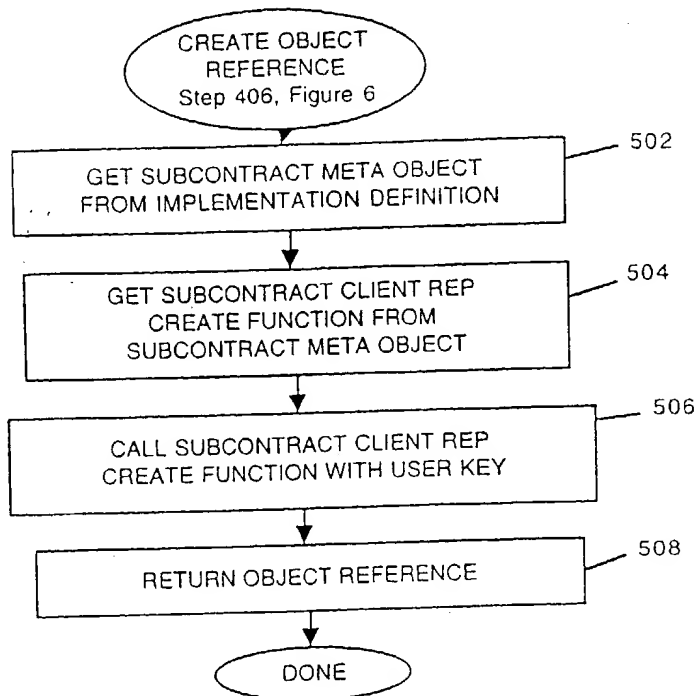 CREATE OBJECT
REFERENCE
Step 406, Figure 6
502
GET SUBCONTRACT META OBJECT
FROM IMPLEMENTATION DEFINITION
504
GET SUBCONTRACT CLIENT REP
CREATE FUNCTION FROM
SUBCONTRACT META OBJECT
506
CALL SUBCONTRACT CLIENT REP
CREATE FUNCTION WITH USER KEY
508
RETURN OBJECT REFERENCE
DONE